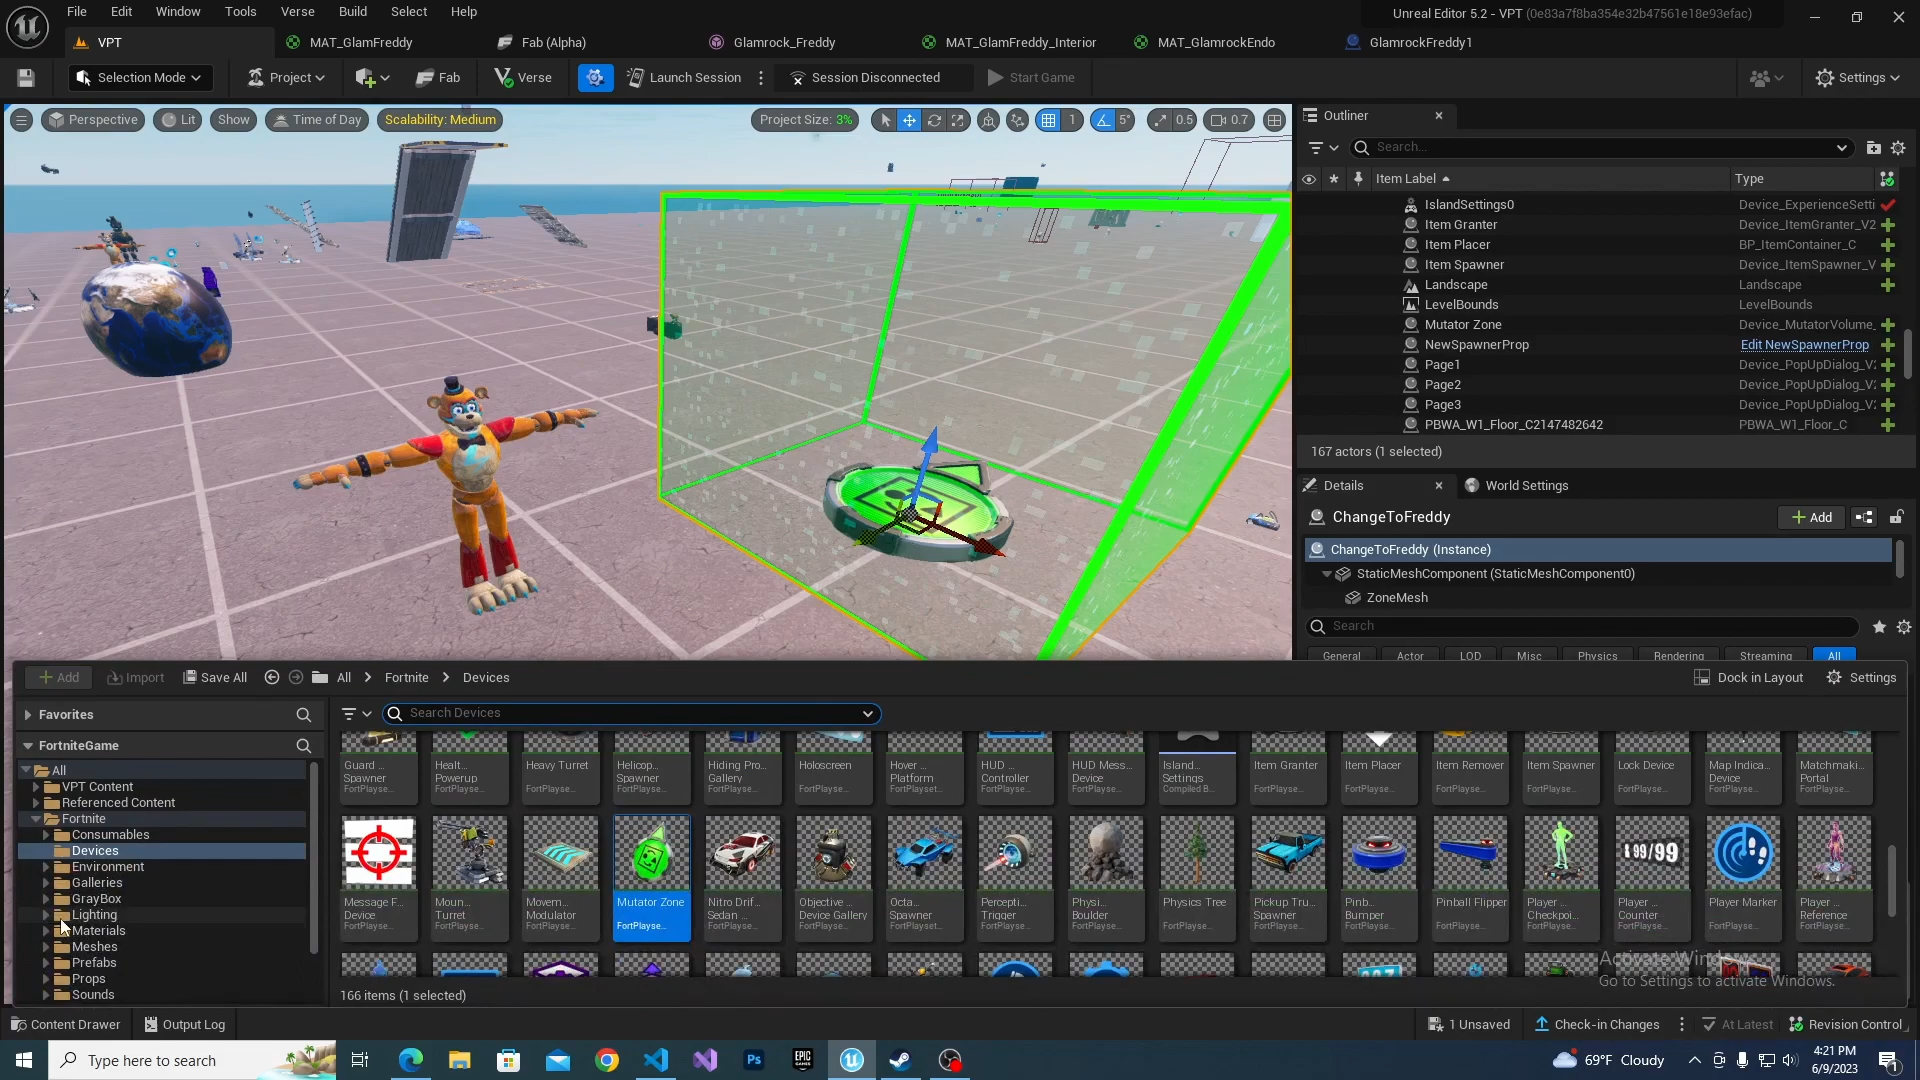 File Edit Window Tools Verse Build Select Help
Unreal Editor 5.2 - VPT (0e83a7f8ba354e32b47561e18e93efac)
VPT MAT_GlamFreddy Fab (Alpha) Glamrock_Freddy MAT_GlamFreddy_Interior MAT_GlamrockEndo GlamrockFreddy1
Selection Mode Project Fab Verse Launch Session Session Disconnected Start Game Settings
Perspective Lit Show Time of Day Scalability: Medium Project Size: 3% 1 5° 0.5 0.7
Outliner
Search...
Item Label Type
IslandSettings0 Device_ExperienceSetti
Item Granter Device_ItemGranter_V2
Item Placer BP_ItemContainer_C
Item Spawner Device_ItemSpawner_V
Landscape Landscape
LevelBounds LevelBounds
Mutator Zone Device_MutatorVolume_
NewSpawnerProp Edit NewSpawnerProp
Page1 Device_PopUpDialog_V2
Page2 Device_PopUpDialog_V2
Page3 Device_PopUpDialog_V2
PBWA_W1_Floor_C2147482642 PBWA_W1_Floor_C
167 actors (1 selected)
Details World Settings
ChangeToFreddy Add
ChangeToFreddy (Instance)
StaticMeshComponent (StaticMeshComponent0)
ZoneMesh
Search
General Actor LOD Misc Physics Rendering Streaming All
Add Import Save All All Fortnite Devices Dock in Layout Settings
Favorites
Search Devices
FortniteGame
All
VPT Content
Referenced Content
Fortnite
Consumables
Devices
Environment
Galleries
GrayBox
Lighting
Materials
Meshes
Prefabs
Props
Sounds
Guard ... Healt... Heavy Turret Helicop... Hiding Pro... Holoscreen Hover ... HUD ... HUD Mess... Island... Item Granter Item Placer Item Remover Item Spawner Lock Device Map Indica... Matchmaki...
Spawner Powerup Spawner Gallery Platform Controller Device Settings Device Portal
FortPlayse... FortPlayse... FortPlayse... FortPlayse... FortPlayse... FortPlayse... FortPlayset... FortPlayse... FortPlayse... Compiled B... FortPlayse... FortPlayse... FortPlayse... FortPlayse... FortPlayse... FortPlayse... FortPlayse...
99/99
Message F... Moun... Movem... Mutator Zone Nitro Drif... Objective ... Octa... Percepti... Physi... Physics Tree Pickup Tru... Pinb... Pinball Flipper Player ... Player ... Player Marker Player ...
Device Turret Modulator Sedan ... Device Gallery Spawner Trigger Boulder Spawner Bumper Checkpoi... Counter Reference
FortPlayse... FortPlayse... FortPlayse... FortPlayse... FortPlayse... FortPlayse... FortPlayse... FortPlayse... FortPlayse... FortPlayse... FortPlayse... FortPlayse... FortPlayse... FortPlayse... FortPlayse... FortPlayse... FortPlayse...
166 items (1 selected)
Activate Windows
Go to Settings to activate Windows.
Content Drawer Output Log 1 Unsaved Check-in Changes At Latest Revision Control
Type here to search
Ps
EPIC GAMES
69°F Cloudy
4:21 PM
6/9/2023
1